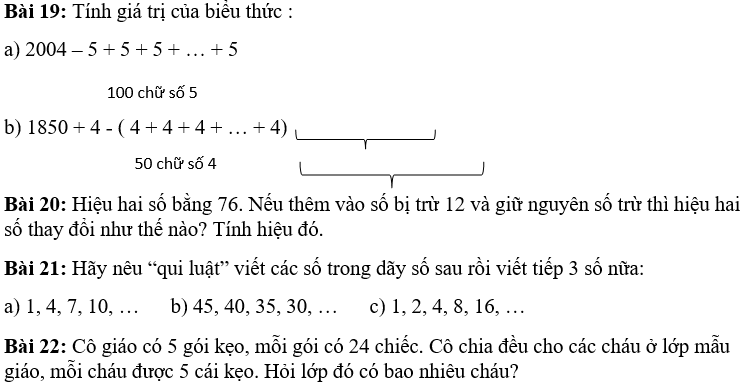 Bài 19: Tính giá trị của biểu thức :
a) 2004 – 5 + 5 + 5 + … + 5
100 chữ số 5
b) 1850 + 4 - ( 4 + 4 + 4 + … + 4)
50 chữ số 4
Bài 20: Hiệu hai số bằng 76. Nếu thêm vào số bị trừ 12 và giữ nguyên số trừ thì hiệu hai
số thay đổi như thế nào? Tính hiệu đó.
Bài 21: Hãy nêu “qui luật” viết các số trong dãy số sau rồi viết tiếp 3 số nữa:
a) 1, 4, 7, 10, … b) 45, 40, 35, 30, … c) 1, 2, 4, 8, 16, …
Bài 22: Cô giáo có 5 gói kẹo, mỗi gói có 24 chiếc. Cô chia đều cho các cháu ở lớp mẫu
giáo, mỗi cháu được 5 cái kẹo. Hỏi lớp đó có bao nhiêu cháu?